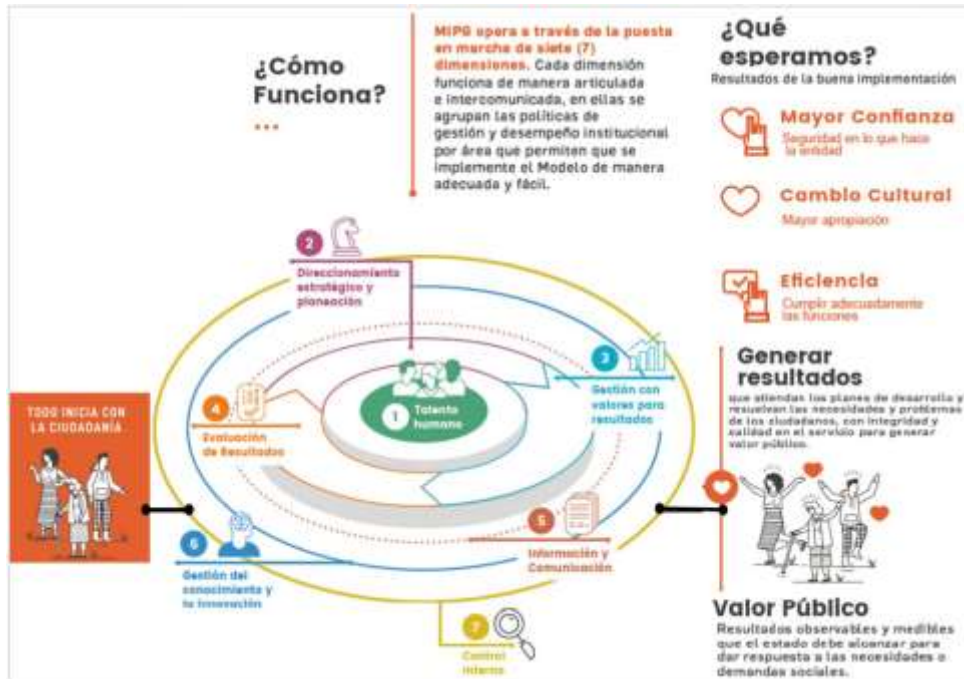 ¿Cómo
Funciona?
MIPG opera a través de la puesta
en marcha de siete (7)
dimensiones. Cada dimensión
funciona de manera articulada
e intercomunicada, en ellas se
agrupan las políticas de
gestión y desempeño institucional
por área que permiten que se
implemente el Modelo de manera
adecuada y fácil.
¿Qué
esperamos?
Resultados de la buena implementación
Mayor Confianza
Seguridad en lo que hace
la entidad
Cambio Cultural
Mayor apropiación
Eficiencia
Cumplir adecuadamente
las funciones
2
Direccionamiento
estratégico y
planeación
3
Gestión con
valores para
resultados
1
Talento
humano
4
Evaluación
de Resultados
5
Información y
Comunicación
6
Gestión del
conocimiento y
la innovación
7
Control
interno
TODO INICIA CON
LA CIUDADANÍA
Generar
resultados
que atiendan los planes de desarrollo y
resuelvan las necesidades y problemas
de los ciudadanos, con integridad y
calidad en el servicio para generar
valor público.
Valor Público
Resultados observables y medibles
que el estado debe alcanzar para
dar respuesta a las necesidades o
demandas sociales.